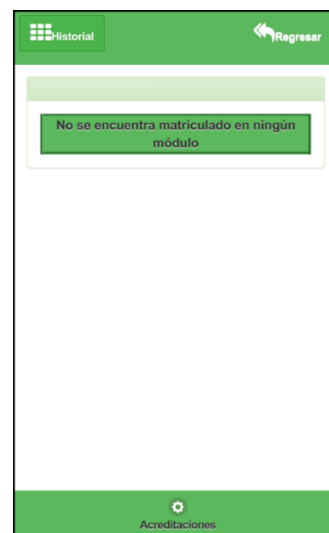 Historial
Regresar
No se encuentra matriculado en ningún
módulo
Acreditaciones